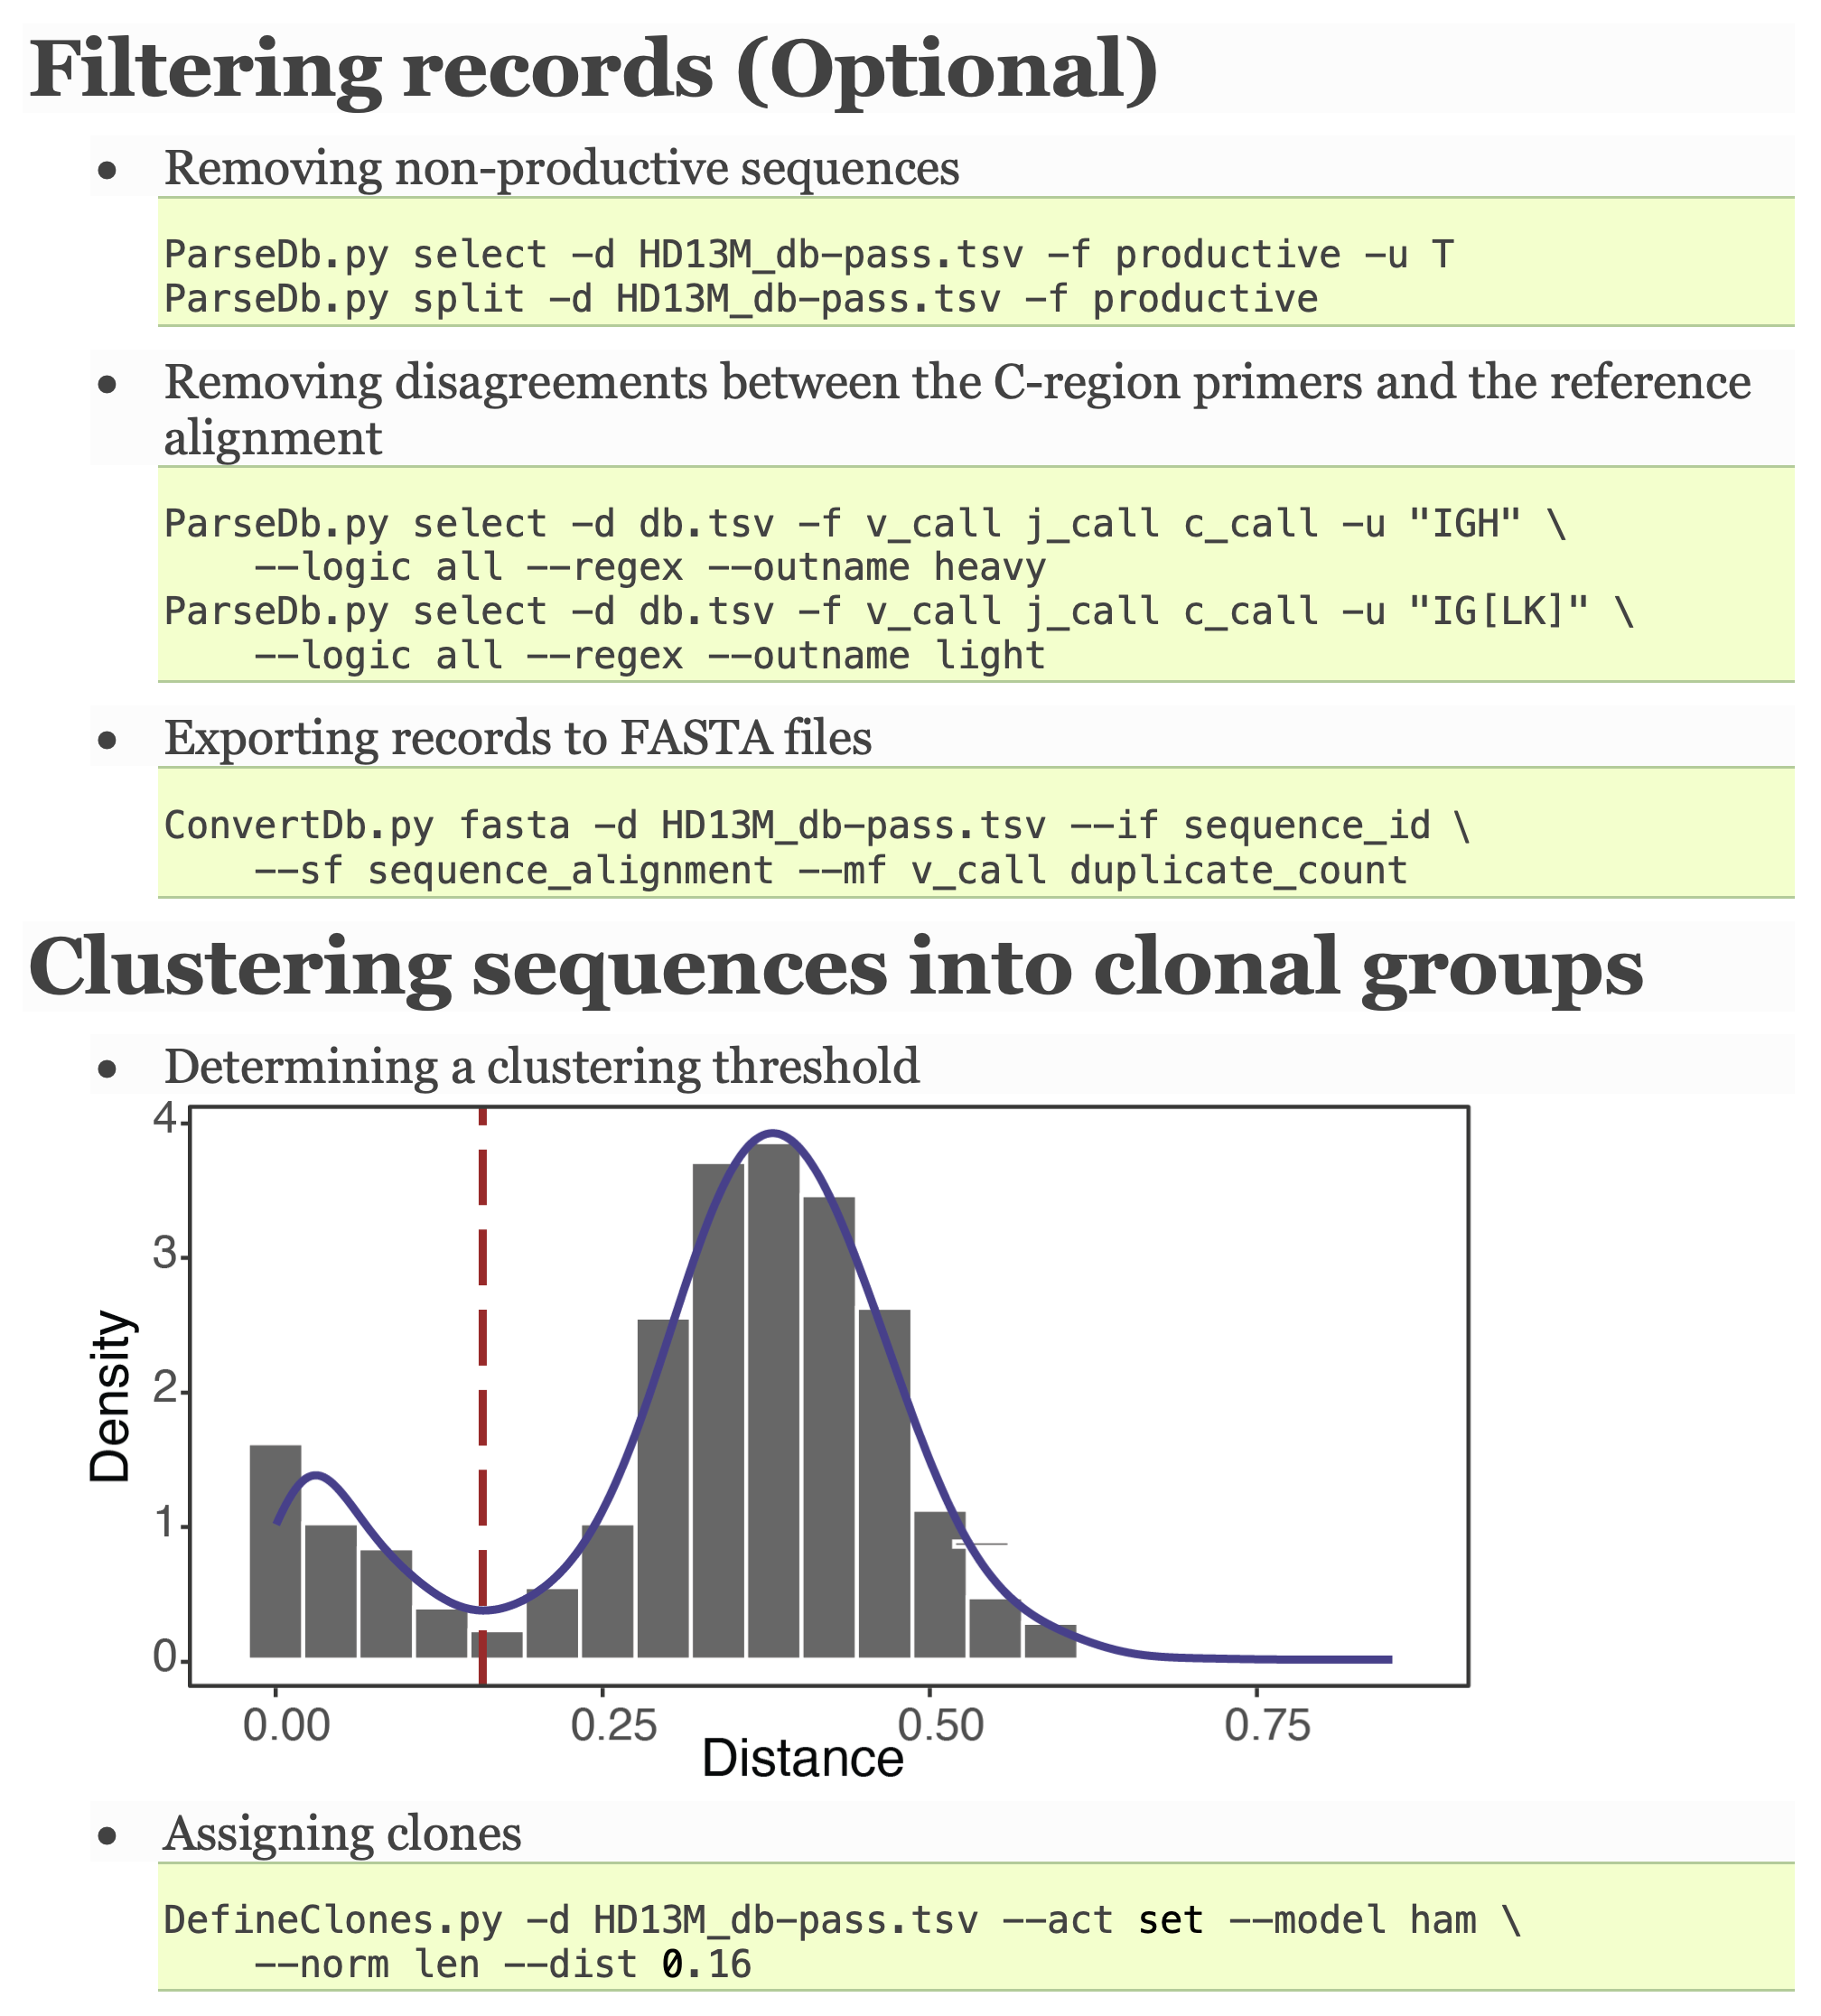 Filtering records (Optional)
• Removing non-productive sequences
ParseDb.py select -d HD13M_db-pass.tsv -f productive -u T
ParseDb.py split -d HD13M_db-pass.tsv -f productive
• Removing disagreements between the C-region primers and the reference
alignment
ParseDb.py select -d db.tsv -f v_call j_call c_call -u "IGH" \
    --logic all --regex --outname heavy
ParseDb.py select -d db.tsv -f v_call j_call c_call -u "IG[LK]" \
    --logic all --regex --outname light
• Exporting records to FASTA files
ConvertDb.py fasta -d HD13M_db-pass.tsv --if sequence_id \
    --sf sequence_alignment --mf v_call duplicate_count
Clustering sequences into clonal groups
• Determining a clustering threshold
4
3
2
1
0
Density
0.00 0.25 0.50 0.75
Distance
• Assigning clones
DefineClones.py -d HD13M_db-pass.tsv --act set --model ham \
    --norm len --dist 0.16